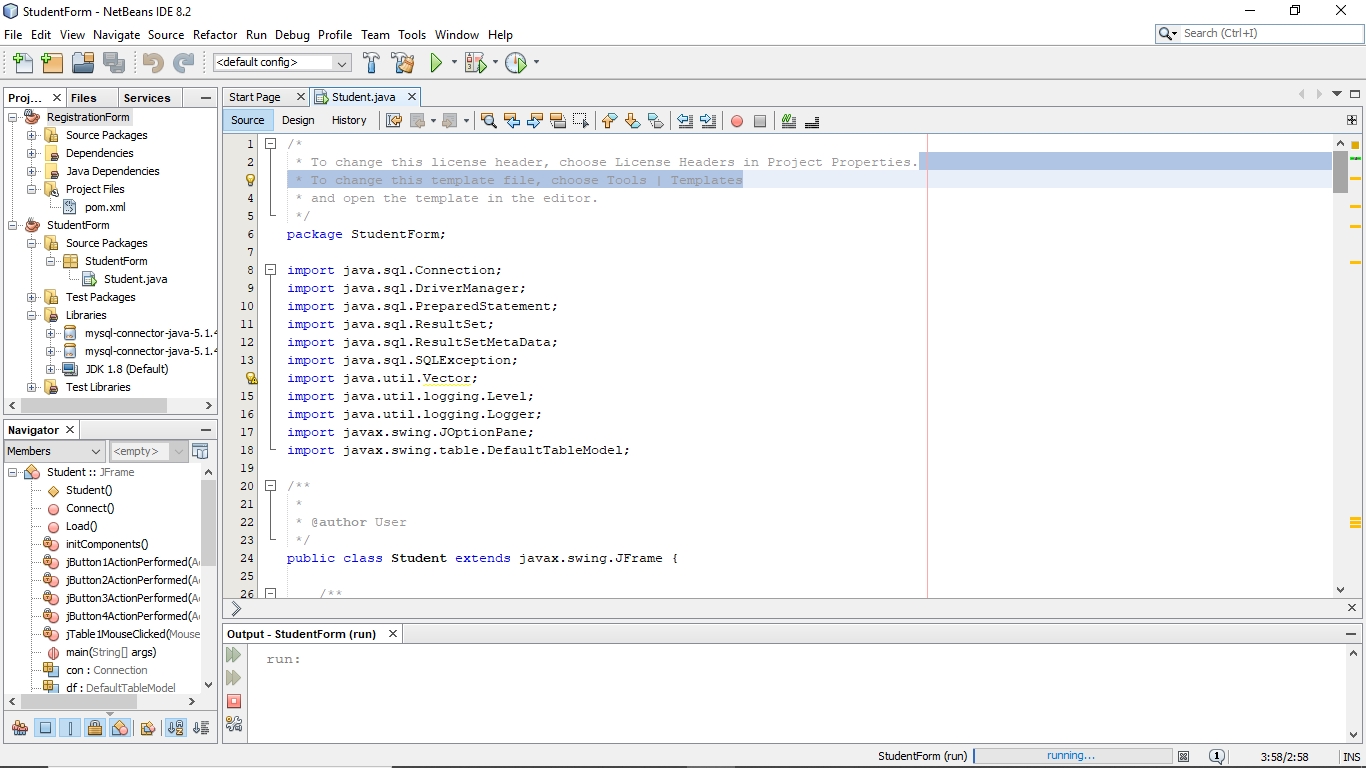 StudentForm - NetBeans IDE 8.2
File Edit View Navigate Source Refactor Run Debug Profile Team Tools Window Help
Search (Ctrl+I)
<default config>
Proj... Files Services
RegistrationForm
Source Packages
Dependencies
Java Dependencies
Project Files
pom.xml
StudentForm
Source Packages
StudentForm
Student.java
Test Packages
Libraries
mysql-connector-java-5.1.4
mysql-connector-java-5.1.4
JDK 1.8 (Default)
Test Libraries
Navigator
Members <empty>
Student :: JFrame
Student()
Connect()
Load()
initComponents()
jButton1ActionPerformed(A
jButton2ActionPerformed(A
jButton3ActionPerformed(A
jButton4ActionPerformed(A
jTable1MouseClicked(Mouse
main(String[] args)
con : Connection
df : DefaultTableModel
Start Page Student.java
Source Design History
1 /*
2 * To change this license header, choose License Headers in Project Properties.
* To change this template file, choose Tools | Templates
4 * and open the template in the editor.
5 */
6 package StudentForm;
7
8 import java.sql.Connection;
9 import java.sql.DriverManager;
10 import java.sql.PreparedStatement;
11 import java.sql.ResultSet;
12 import java.sql.ResultSetMetaData;
13 import java.sql.SQLException;
import java.util.Vector;
15 import java.util.logging.Level;
16 import java.util.logging.Logger;
17 import javax.swing.JOptionPane;
18 import javax.swing.table.DefaultTableModel;
19
20 /**
21 *
22 * @author User
23 */
24 public class Student extends javax.swing.JFrame {
25
26 /**
Output - StudentForm (run)
run:
StudentForm (run) running... 1 3:58/2:58 INS